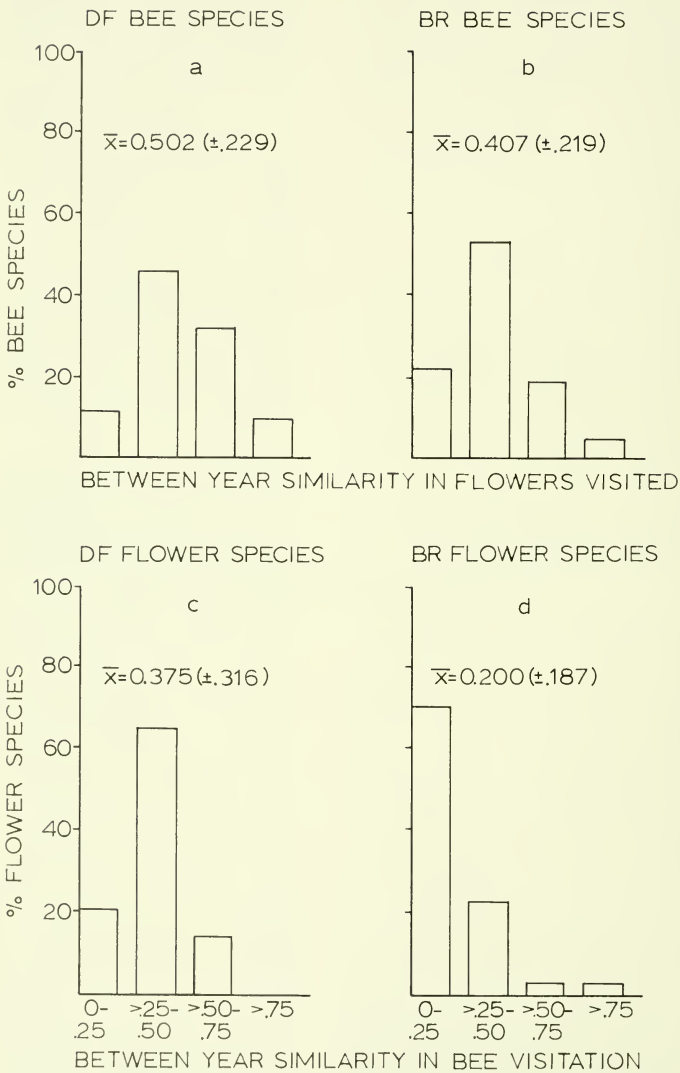 DF BEE SPECIES
BR BEE SPECIES
a
b
100
80
60
40
20
x̅=0.502 (±.229)
x̅=0.407 (±.219)
% BEE SPECIES
BETWEEN YEAR SIMILARITY IN FLOWERS VISITED
DF FLOWER SPECIES
BR FLOWER SPECIES
c
d
100
80
60
40
20
x̅=0.375 (±.316)
x̅=0.200 (±.187)
% FLOWER SPECIES
0-.25 >.25-.50 >.50-.75 >.75
0-.25 >.25-.50 >.50-.75 >.75
BETWEEN YEAR SIMILARITY IN BEE VISITATION